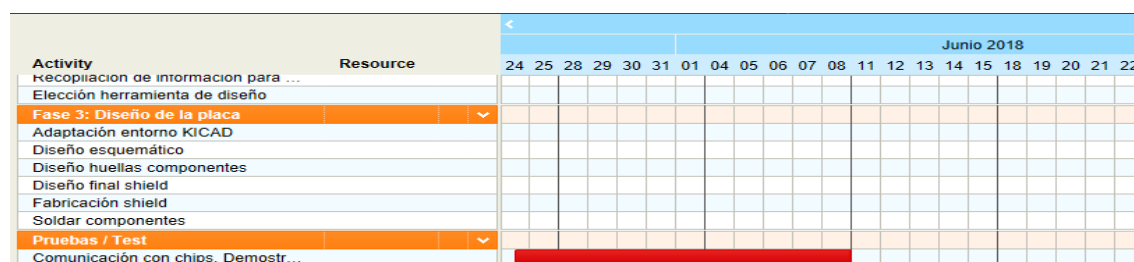 <
Junio 2018
Activity Resource 24 25 28 29 30 31 01 04 05 06 07 08 11 12 13 14 15 18 19 20 21 22
Recopilación de información para ...
Elección herramienta de diseño
Fase 3: Diseño de la placa
Adaptación entorno KICAD
Diseño esquemático
Diseño huellas componentes
Diseño final shield
Fabricación shield
Soldar componentes
Pruebas / Test
Comunicación con chips. Demostr...